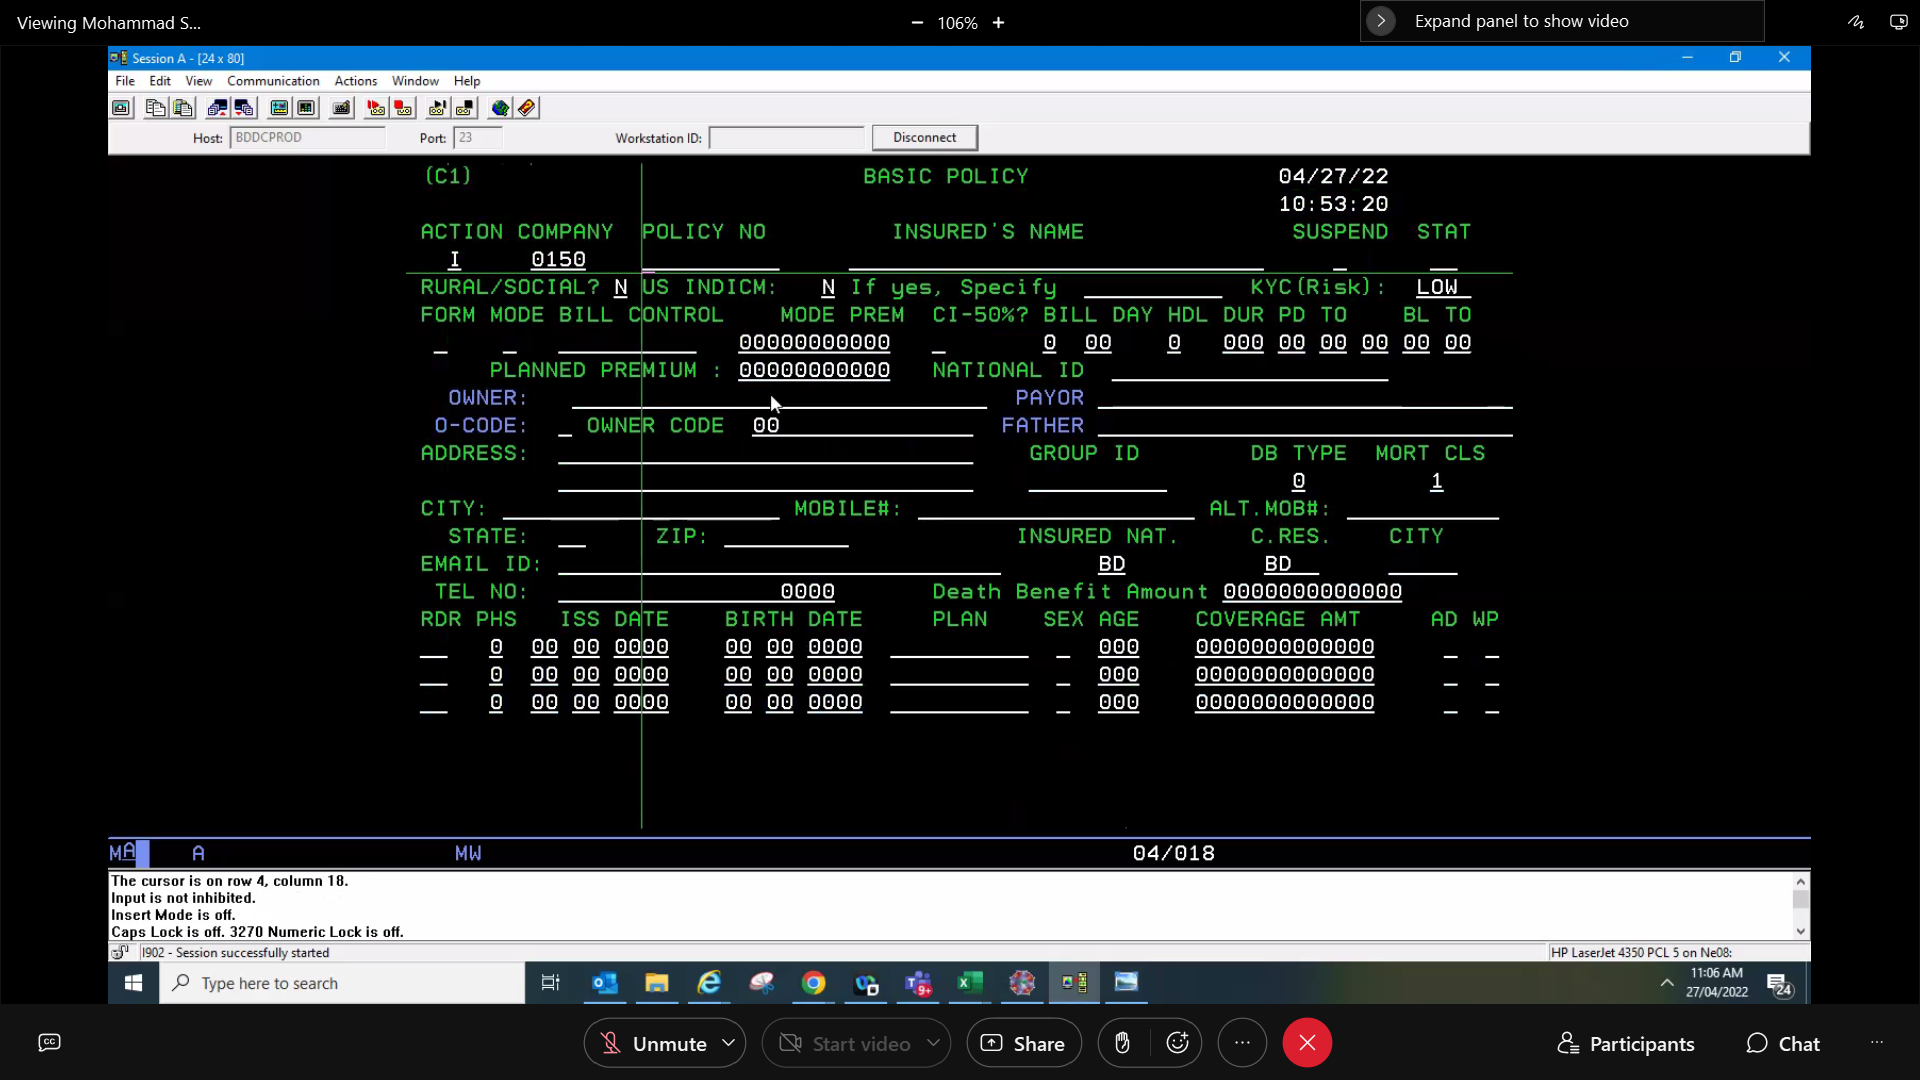 Viewing Mohammad S...
106%
Expand panel to show video
Session A - [24 x 80]
File Edit View Communication Actions Window Help
Host: BDDCPROD Port: 23 Workstation ID: Disconnect
(C1) BASIC POLICY 04/27/22
10:53:20
ACTION COMPANY POLICY NO INSURED'S NAME SUSPEND STAT
I 0150
RURAL/SOCIAL? N US INDICM: N If yes, Specify KYC(Risk): LOW
FORM MODE BILL CONTROL MODE PREM CI-50%? BILL DAY HDL DUR PD TO BL TO
00000000000 0 00 0 000 00 00 00 00 00
PLANNED PREMIUM : 00000000000 NATIONAL ID
OWNER: PAYOR
O-CODE: OWNER CODE 00 FATHER
ADDRESS: GROUP ID DB TYPE MORT CLS
0 1
CITY: MOBILE#: ALT.MOB#:
STATE: ZIP: INSURED NAT. C.RES. CITY
EMAIL ID: BD BD
TEL NO: 0000 Death Benefit Amount 0000000000000
RDR PHS ISS DATE BIRTH DATE PLAN SEX AGE COVERAGE AMT AD WP
0 00 00 0000 00 00 0000 000 0000000000000
0 00 00 0000 00 00 0000 000 0000000000000
0 00 00 0000 00 00 0000 000 0000000000000
MA A MW 04/018
The cursor is on row 4, column 18.
Input is not inhibited.
Insert Mode is off.
Caps Lock is off. 3270 Numeric Lock is off.
I902 - Session successfully started HP LaserJet 4350 PCL 5 on Ne08:
Type here to search 9+ 11:06 AM
27/04/2022 24
CC Unmute Start video Share Participants Chat